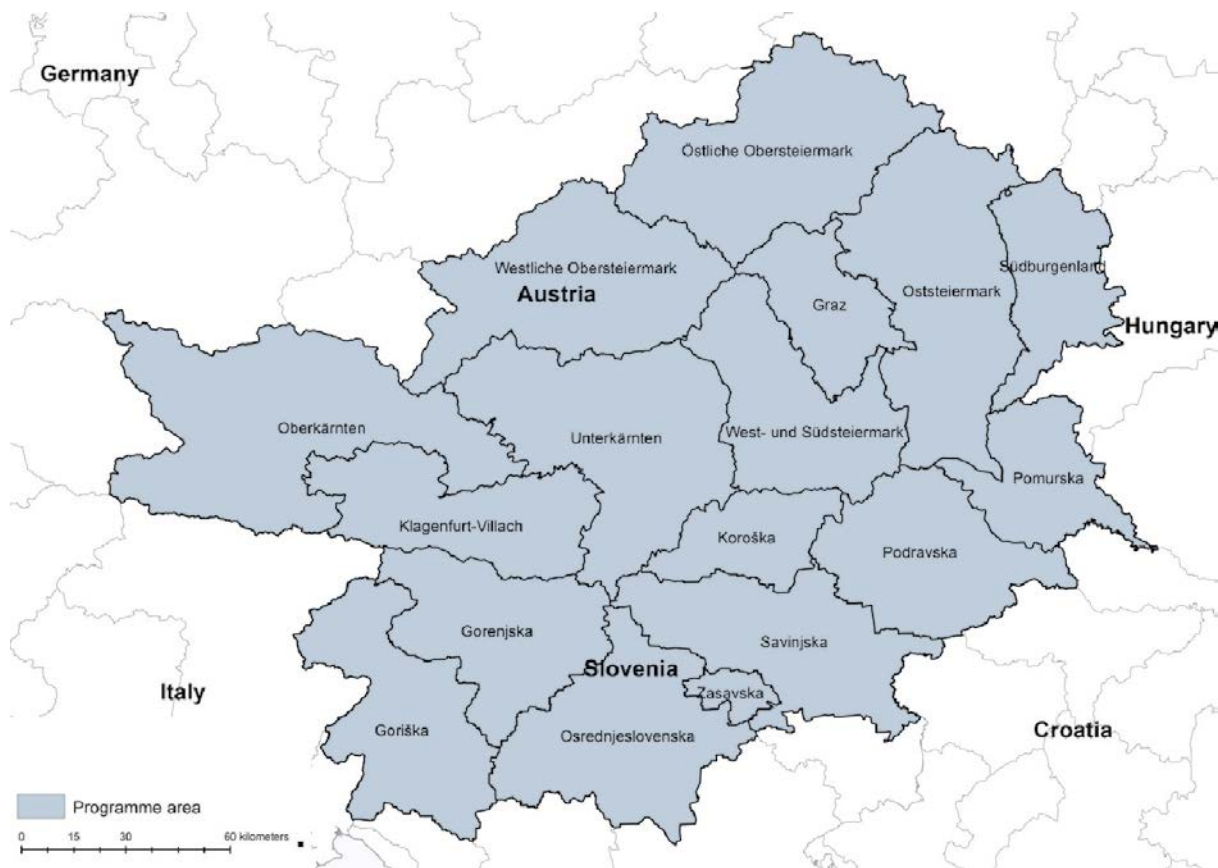 Germany
Östliche Obersteiermark
Westliche Obersteiermark
Austria
Südburgenland
Oststeiermark
Graz
Hungary
Oberkärnten
Unterkärnten
West- und Südsteiermark
Pomurska
Klagenfurt-Villach
Koroška
Podravska
Gorenjska
Savinjska
Slovenia
Italy
Zasavska
Goriška
Osrednjeslovenska
Croatia
Programme area
0 15 30 60 kilometers